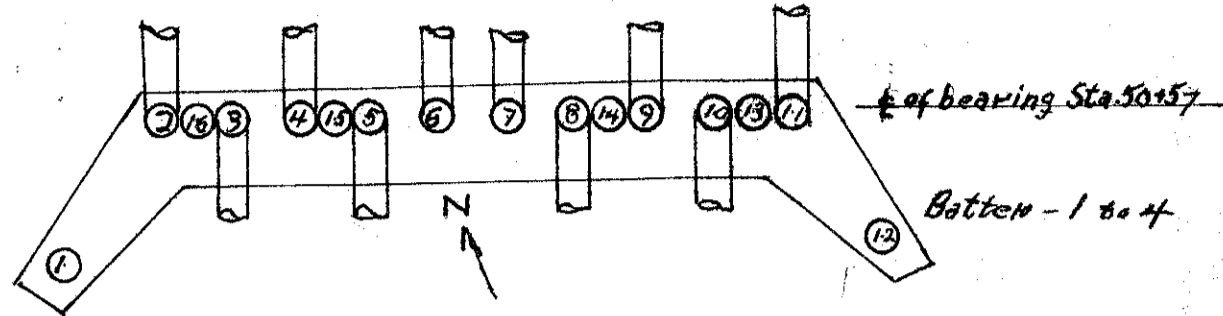 ℄ of bearing Sta. 50+57
2 16 3 4 15 5 6 7 8 14 9 10 13 11
N
Batter - 1 to 4
1
12